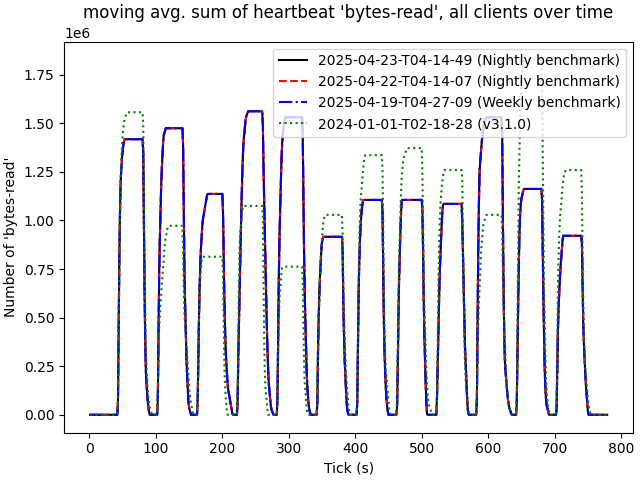 moving avg. sum of heartbeat 'bytes-read', all clients over time
1e6
2025-04-23-T04-14-49 (Nightly benchmark)
2025-04-22-T04-14-07 (Nightly benchmark)
2025-04-19-T04-27-09 (Weekly benchmark)
2024-01-01-T02-18-28 (v3.1.0)
Number of 'bytes-read'
1.75
1.50
1.25
1.00
0.75
0.50
0.25
0.00
0 100 200 300 400 500 600 700 800
Tick (s)